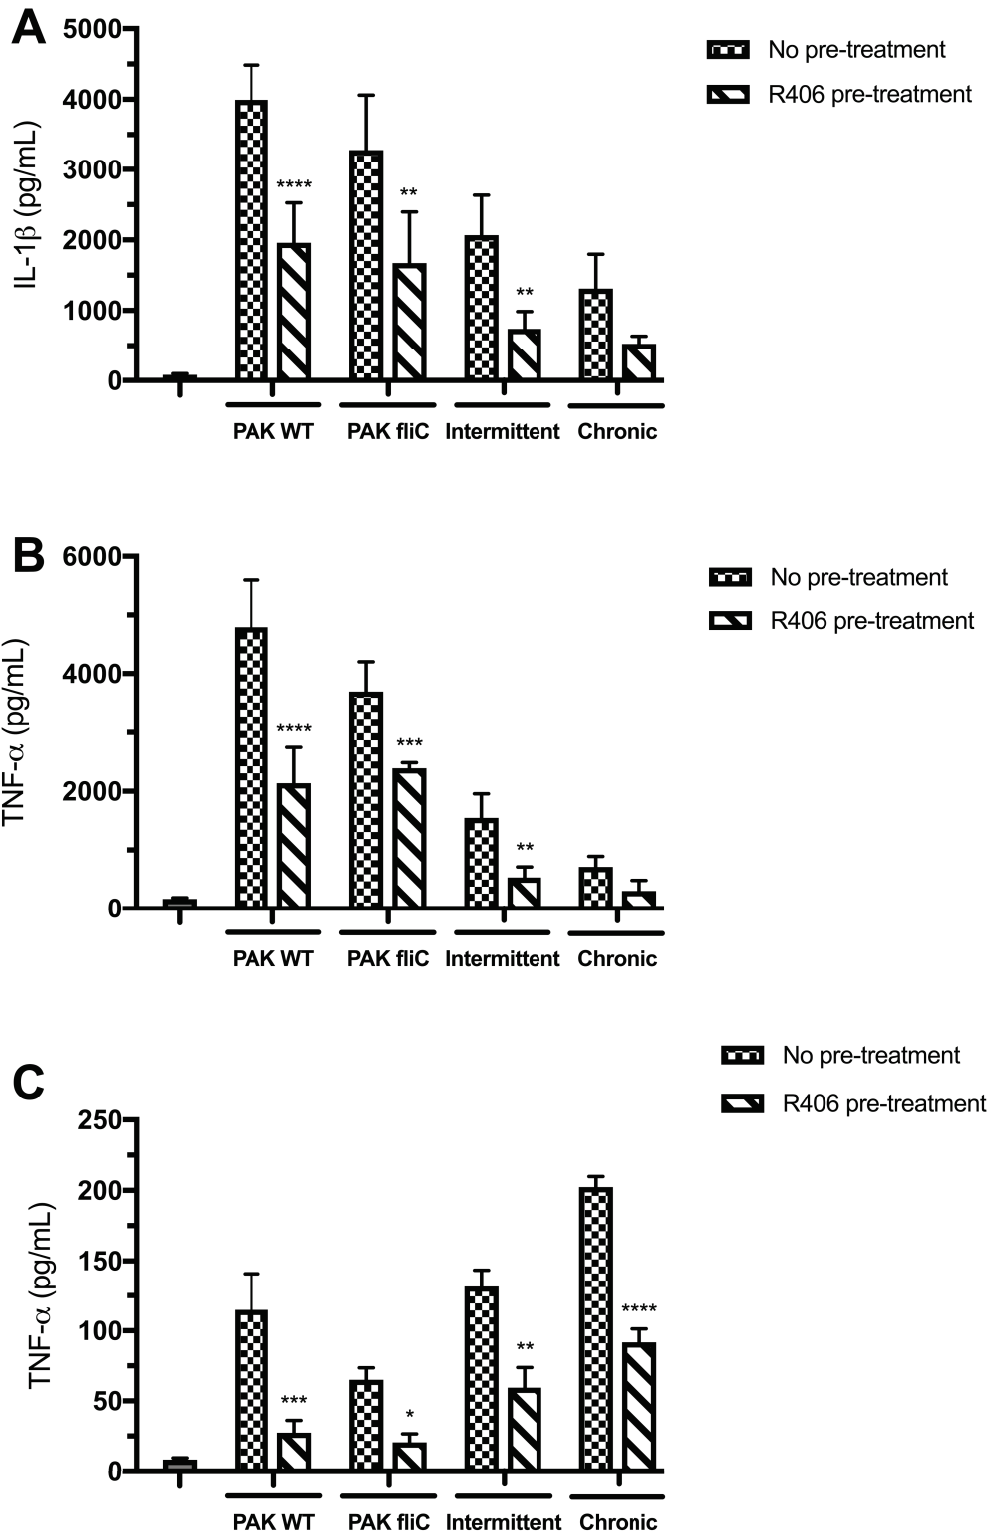 A
5000
4000
3000
2000
1000
0
IL-1β (pg/mL)
No pre-treatment
R406 pre-treatment
****
**
**
PAK WT
PAK fliC
Intermittent
Chronic
B
6000
4000
2000
0
TNF-α (pg/mL)
No pre-treatment
R406 pre-treatment
****
***
**
PAK WT
PAK fliC
Intermittent
Chronic
C
250
200
150
100
50
0
TNF-α (pg/mL)
No pre-treatment
R406 pre-treatment
***
*
**
****
PAK WT
PAK fliC
Intermittent
Chronic